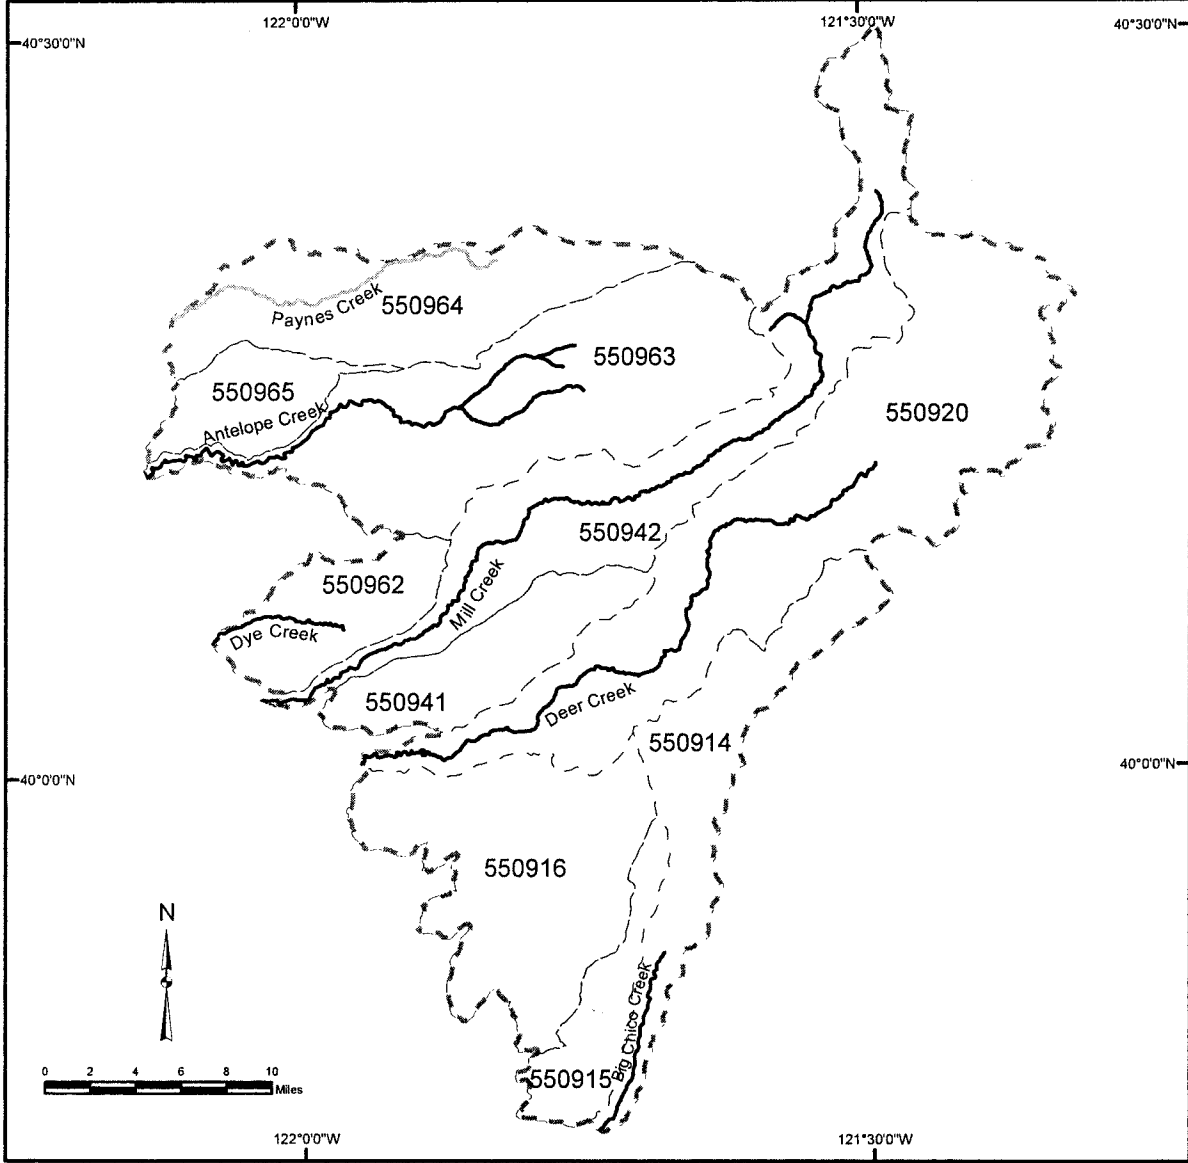 122°0'0"W
121°30'0"W
40°30'0"N
40°30'0"N
Paynes Creek
550964
550963
550965
Antelope Creek
550920
550942
550962
Mill Creek
Dye Creek
550941
Deer Creek
550914
40°0'0"N
40°0'0"N
550916
N
Big Chico Creek
0 2 4 6 8 10
Miles
550915
122°0'0"W
121°30'0"W